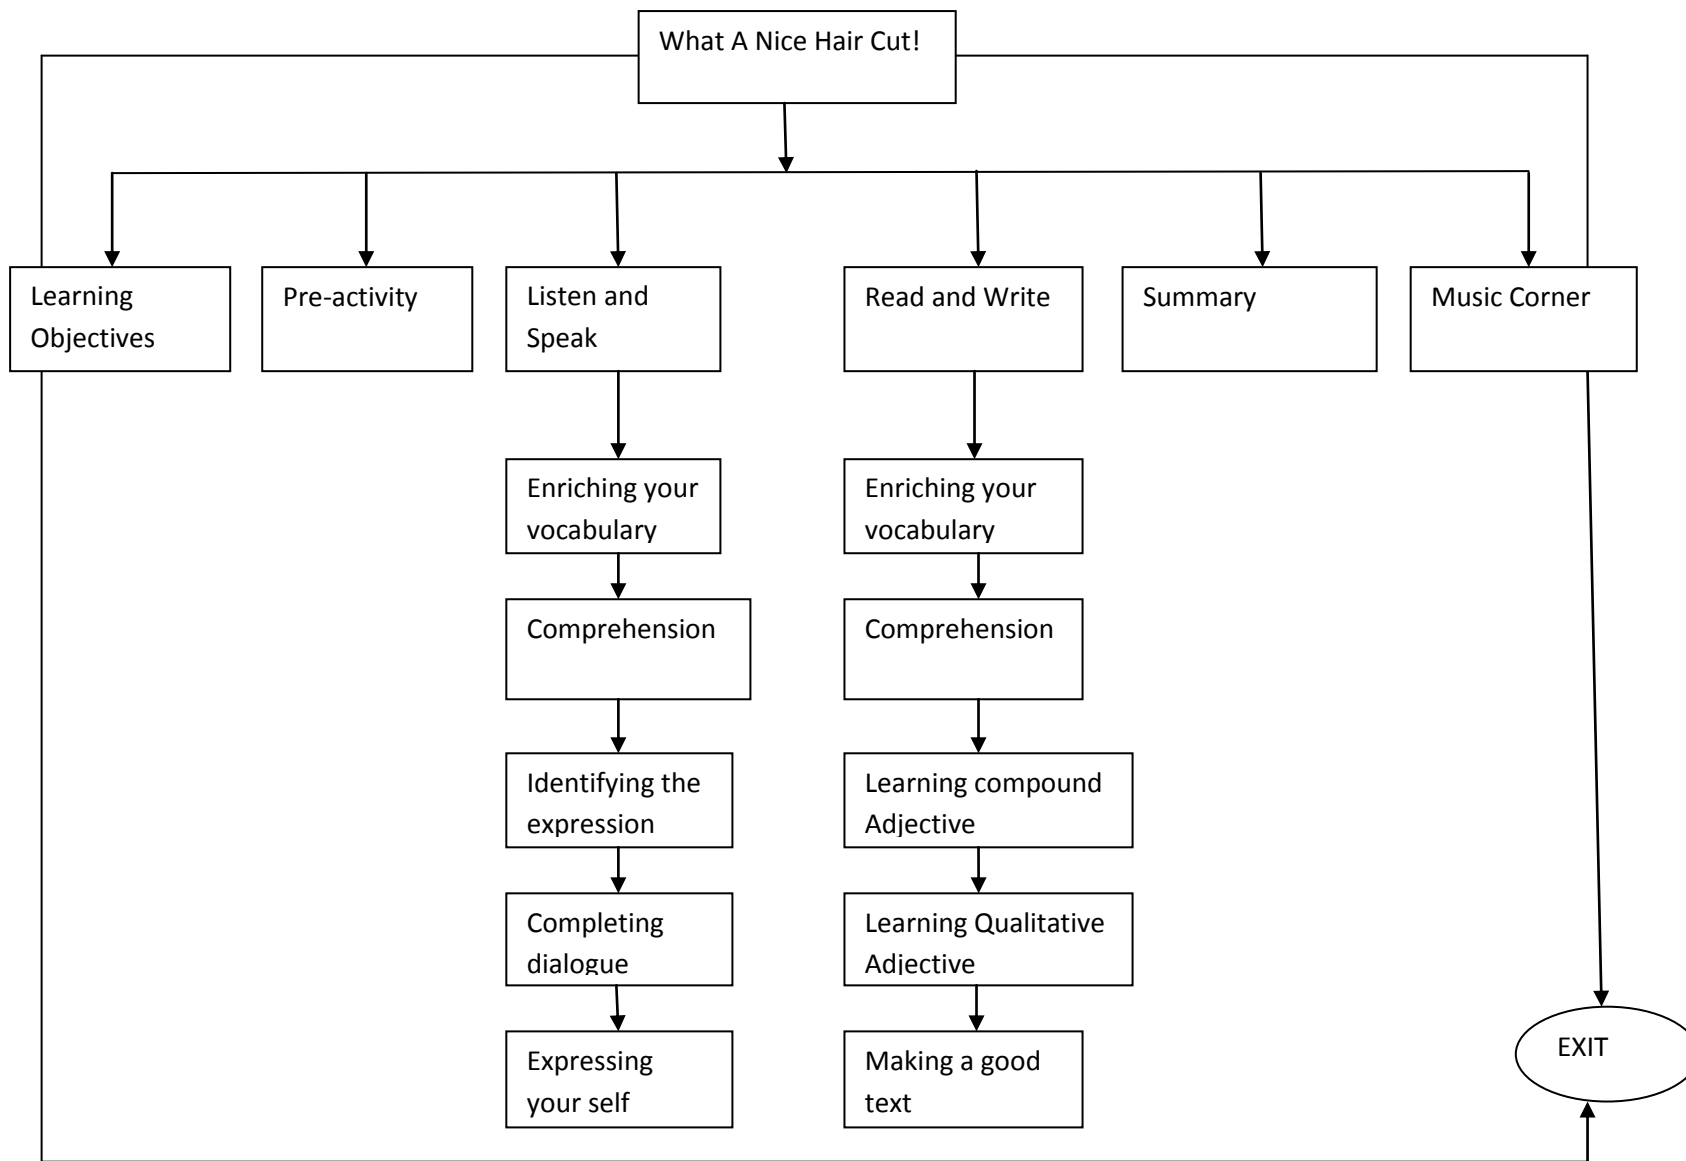 What A Nice Hair Cut!
Learning
Objectives
Pre-activity
Listen and
Speak
Read and Write
Summary
Music Corner
Enriching your
vocabulary
Enriching your
vocabulary
Comprehension
Comprehension
Identifying the
expression
Learning compound
Adjective
Completing
dialogue
Learning Qualitative
Adjective
Expressing
your self
Making a good
text
EXIT